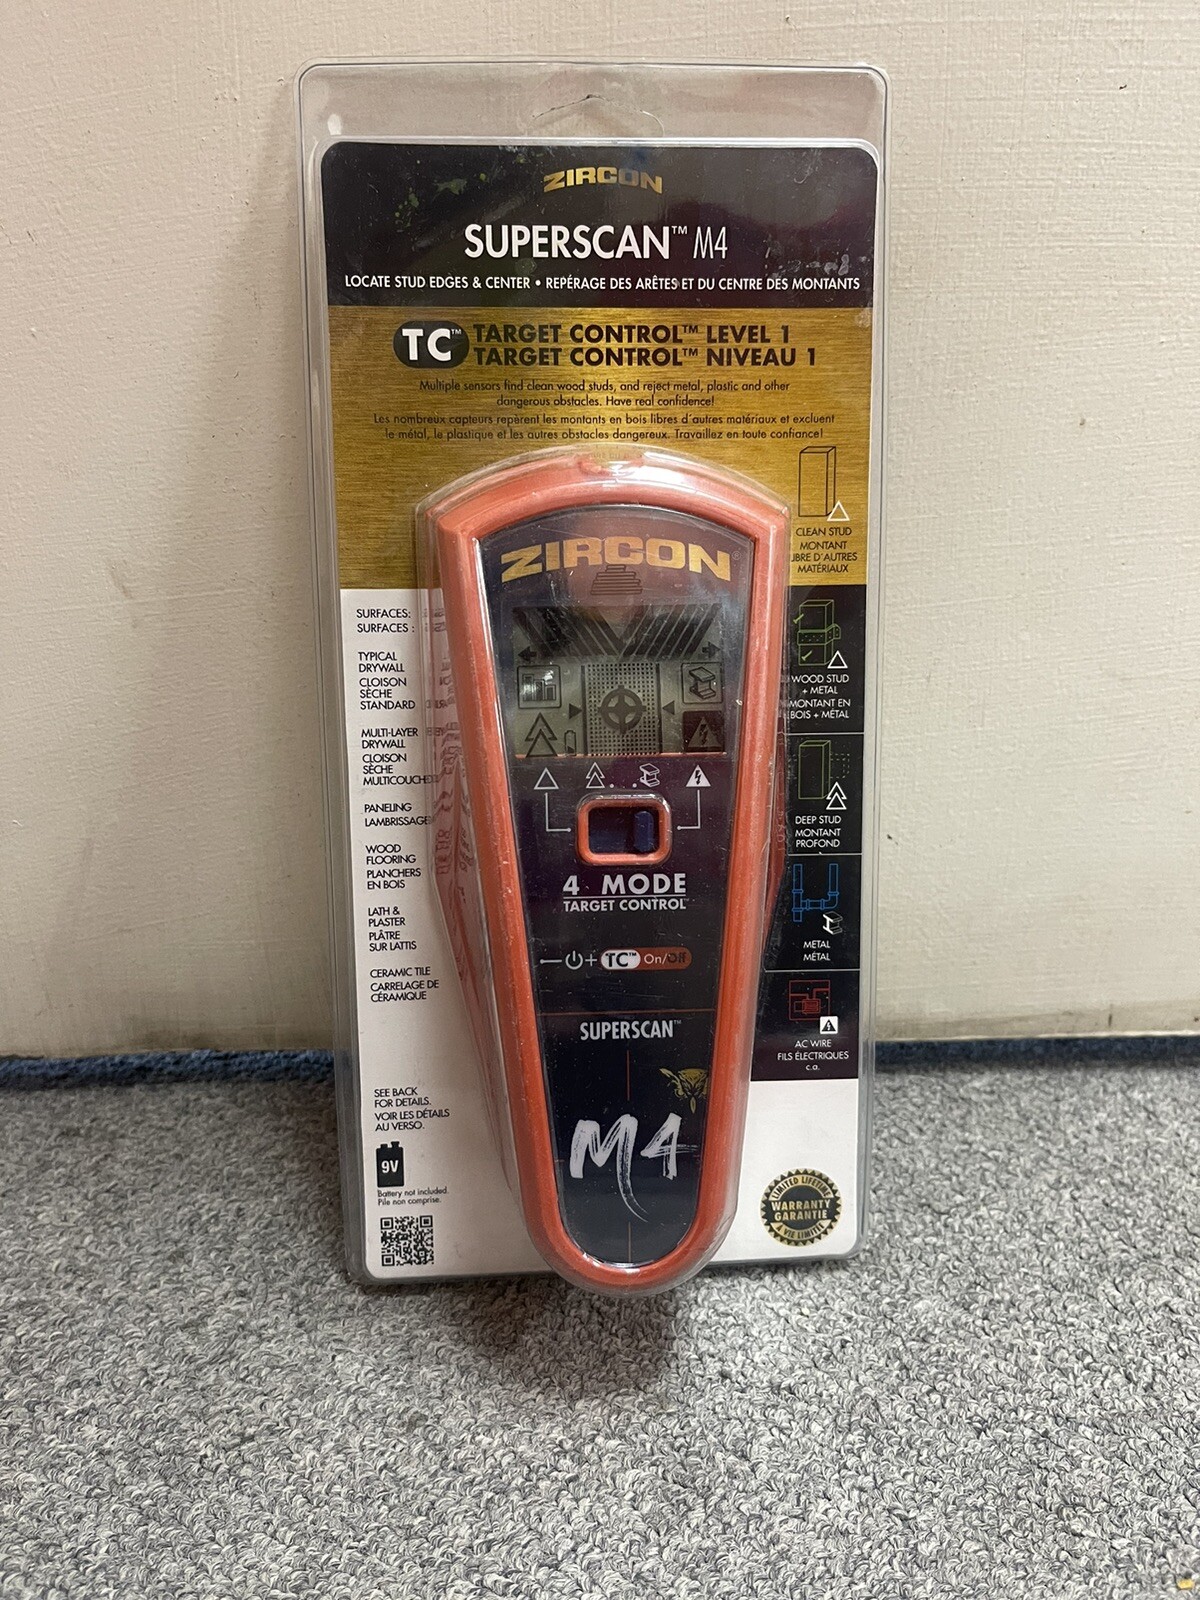 ZIRCON
SUPERSCAN™ M4
LOCATE STUD EDGES & CENTER • REPÉRAGE DES ARÊTES ET DU CENTRE DES MONTANTS
TC™ TARGET CONTROL™ LEVEL 1
TARGET CONTROL™ NIVEAU 1
Multiple sensors find clean wood studs, and reject metal, plastic and other
dangerous obstacles. Have real confidence!
Les nombreux capteurs repèrent les montants en bois libres d'autres matériaux et excluent
le métal, le plastique et les autres obstacles dangereux. Travaillez en toute confiance!
CLEAN STUD
MONTANT
LIBRE D'AUTRES
MATÉRIAUX
ZIRCON®
SURFACES:
SURFACES :
TYPICAL
DRYWALL
CLOISON
SÈCHE
STANDARD
MULTI-LAYER
DRYWALL
CLOISON
SÈCHE
MULTICOUCHE
PANELING
LAMBRISSAGE
WOOD
FLOORING
PLANCHERS
EN BOIS
LATH &
PLASTER
PLÂTRE
SUR LATTIS
CERAMIC TILE
CARRELAGE DE
CÉRAMIQUE
WOOD STUD
+ METAL
MONTANT EN
BOIS + MÉTAL
DEEP STUD
MONTANT
PROFOND
METAL
MÉTAL
AC WIRE
FILS ÉLECTRIQUES
c.a.
4 MODE
TARGET CONTROL™
+ TC™ On/Off
SUPERSCAN™
M4
SEE BACK
FOR DETAILS.
VOIR LES DÉTAILS
AU VERSO.
9V
Battery not included.
Pile non comprise.
LIMITED LIFETIME
WARRANTY
GARANTIE
À VIE LIMITÉE